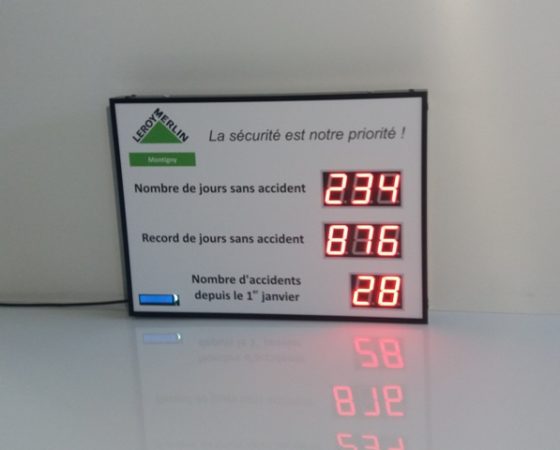 LEROY MERLIN
Montigny
La sécurité est notre priorité !
Nombre de jours sans accident 234
Record de jours sans accident 876
Nombre d'accidents
depuis le 1er janvier 28